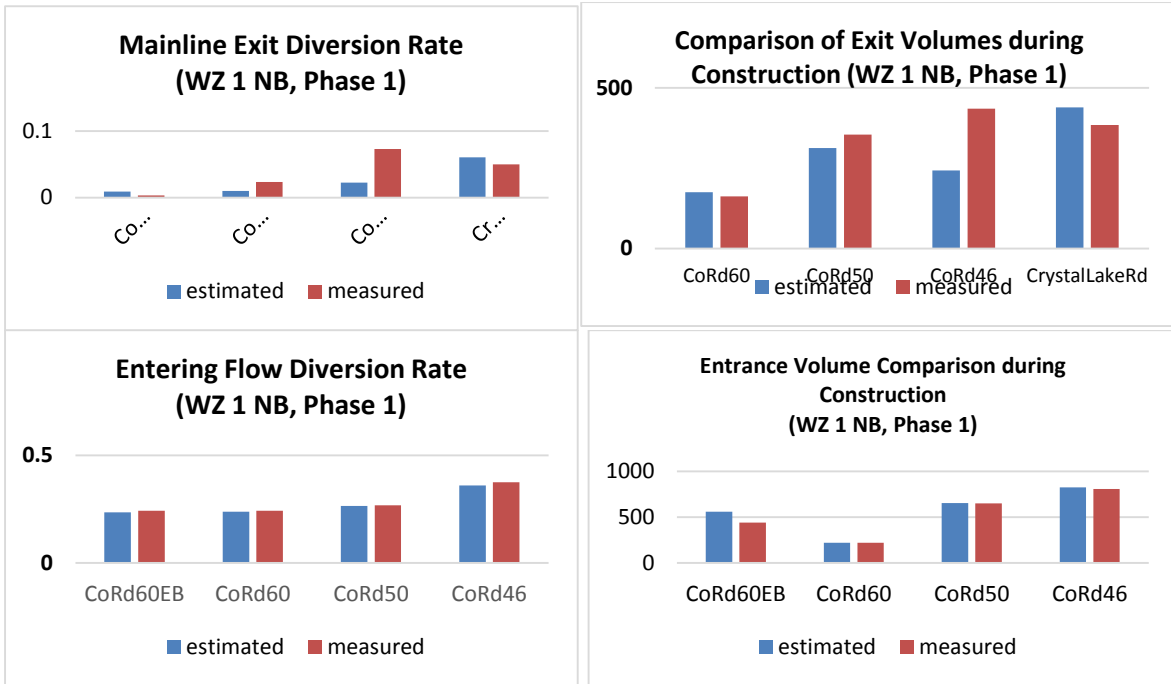 Mainline Exit Diversion Rate
(WZ 1 NB, Phase 1)
0.1
0
Co...
Co...
Co...
Cr...
estimated
measured
Comparison of Exit Volumes during
Construction (WZ 1 NB, Phase 1)
500
0
CoRd60
CoRd50
CoRd46
CrystalLakeRd
estimated
measured
Entering Flow Diversion Rate
(WZ 1 NB, Phase 1)
0.5
0
CoRd60EB
CoRd60
CoRd50
CoRd46
estimated
measured
Entrance Volume Comparison during
Construction
(WZ 1 NB, Phase 1)
1000
500
0
CoRd60EB
CoRd60
CoRd50
CoRd46
estimated
measured